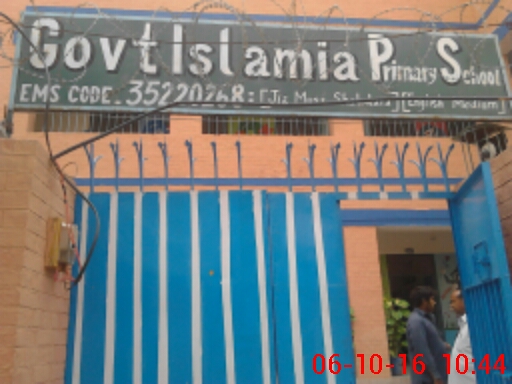 Govt Islamia Primary School
EMS CODE. 35220268: [English Medium]
06-10-16 10:44